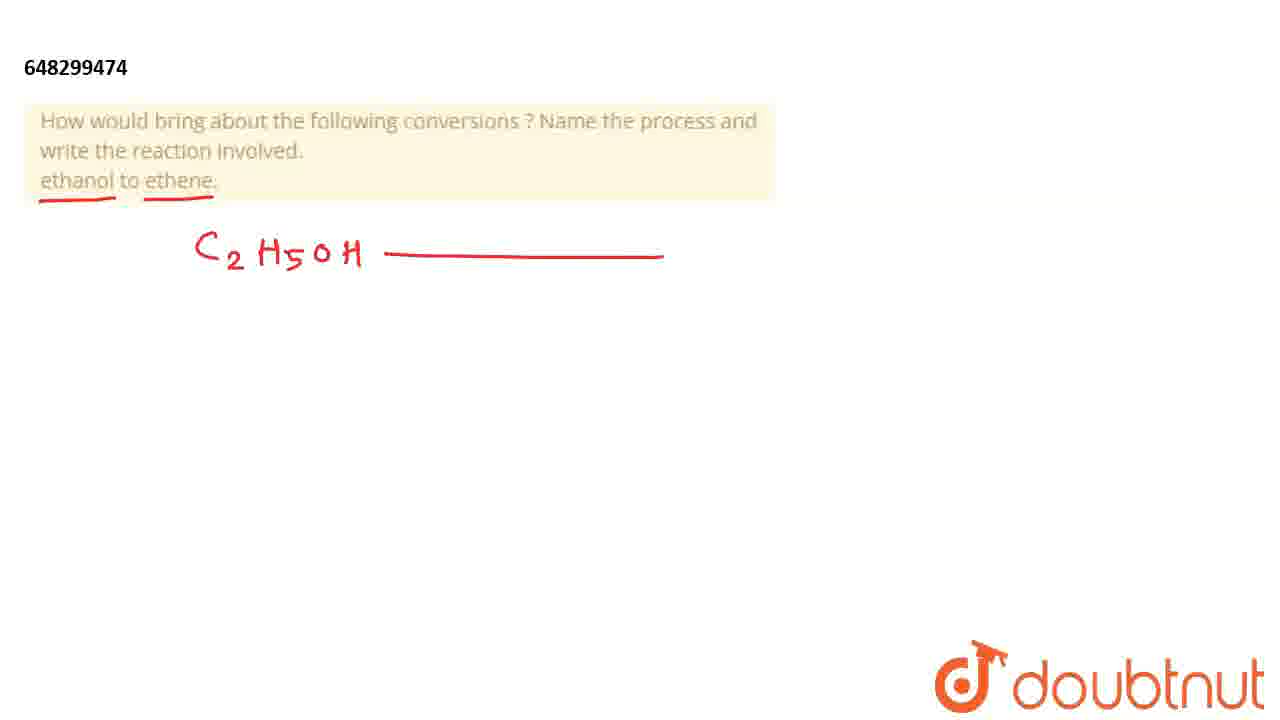 648299474
How would bring about the following conversions ? Name the process and
write the reaction involved.
ethanol to ethene.
C2H5OH
doubtnut